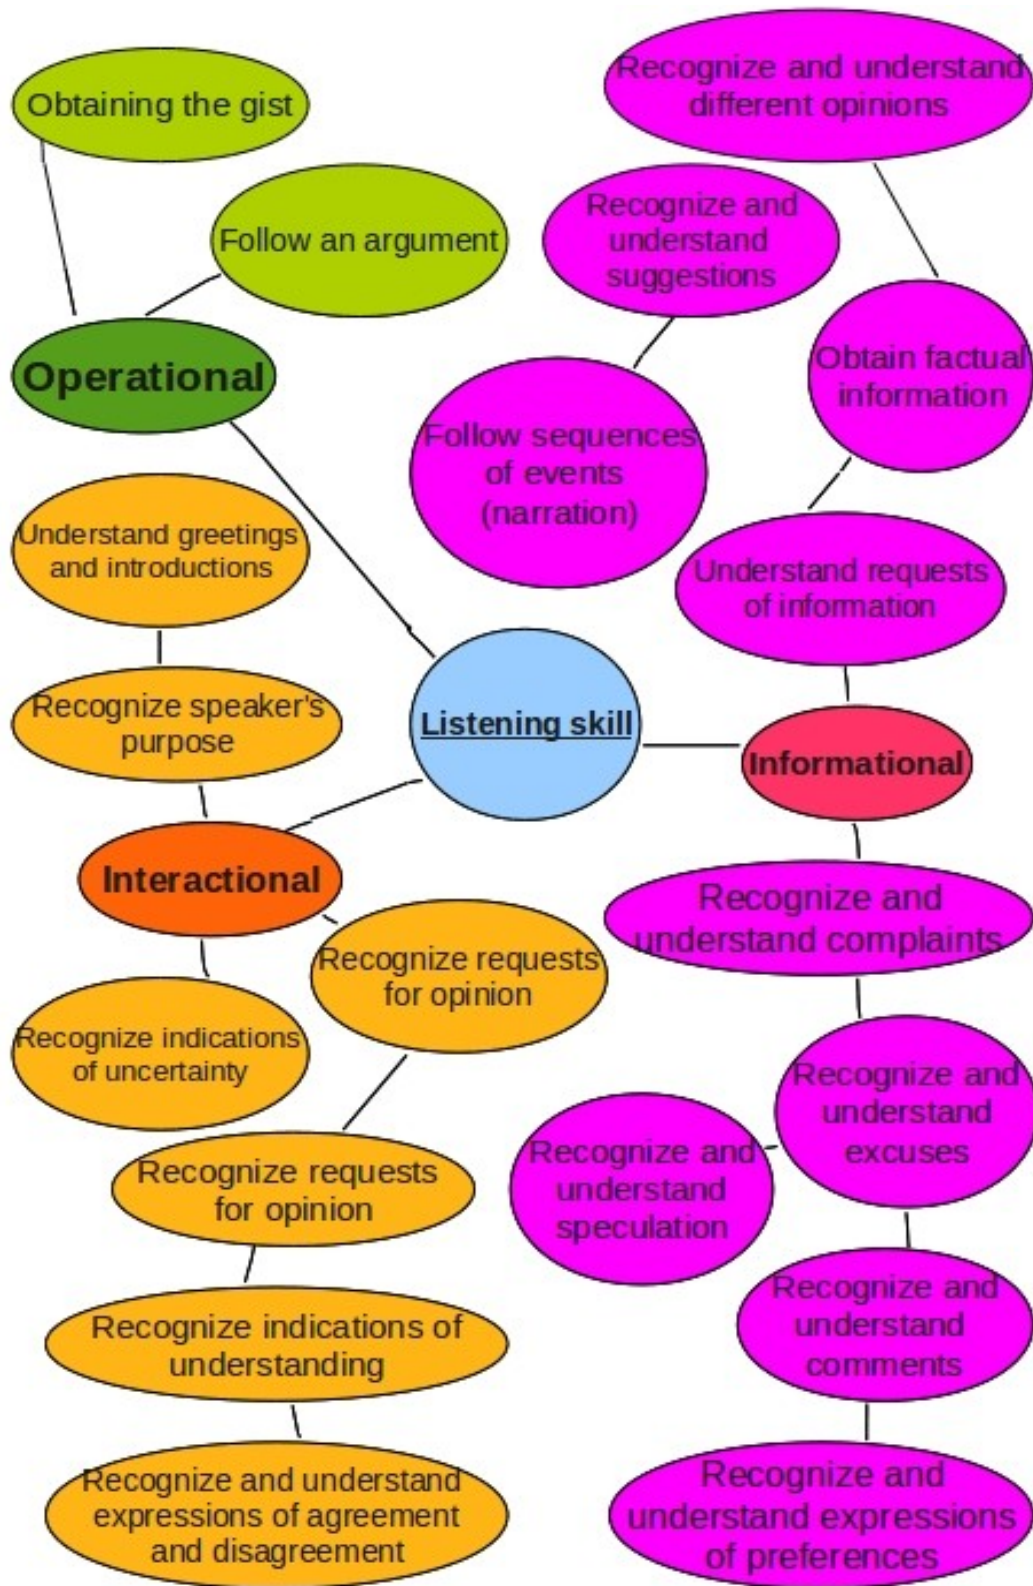 Obtaining the gist
Follow an argument
Operational
Understand greetings
and introductions
Recognize speaker's
purpose
Interactional
Recognize indications
of uncertainty
Recognize requests
for opinion
Recognize requests
for opinion
Recognize indications of
understanding
Recognize and understand
expressions of agreement
and disagreement
Listening skill
Recognize and understand
different opinions
Recognize and
understand
suggestions
Follow sequences
of events
(narration)
Obtain factual
information
Understand requests
of information
Informational
Recognize and
understand complaints
Recognize and
understand
excuses
Recognize and
understand
speculation
Recognize and
understand
comments
Recognize and
understand expressions
of preferences